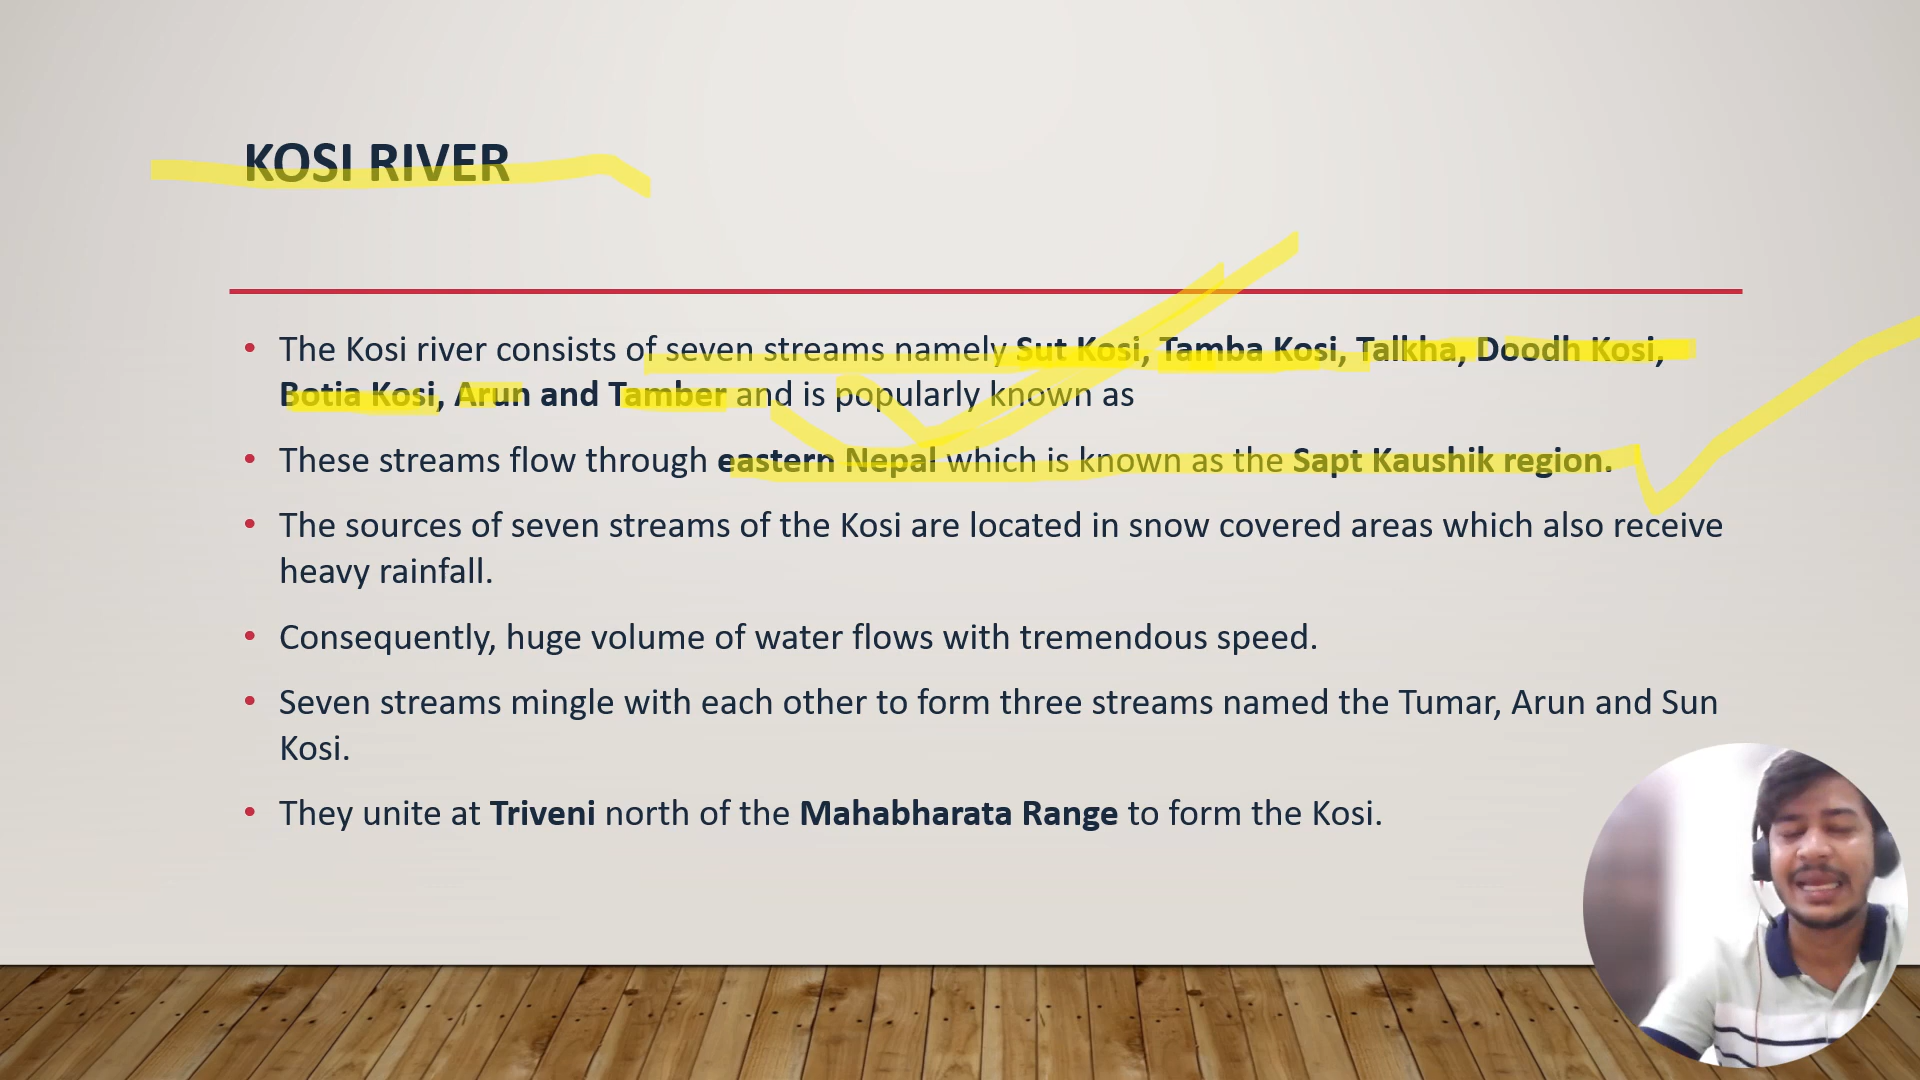 KOSI RIVER
• The Kosi river consists of seven streams namely Sut Kosi, Tamba Kosi, Talkha, Doodh Kosi,
Botia Kosi, Arun and Tamber and is popularly known as
• These streams flow through eastern Nepal which is known as the Sapt Kaushik region.
• The sources of seven streams of the Kosi are located in snow covered areas which also receive
heavy rainfall.
• Consequently, huge volume of water flows with tremendous speed.
• Seven streams mingle with each other to form three streams named the Tumar, Arun and Sun
Kosi.
• They unite at Triveni north of the Mahabharata Range to form the Kosi.